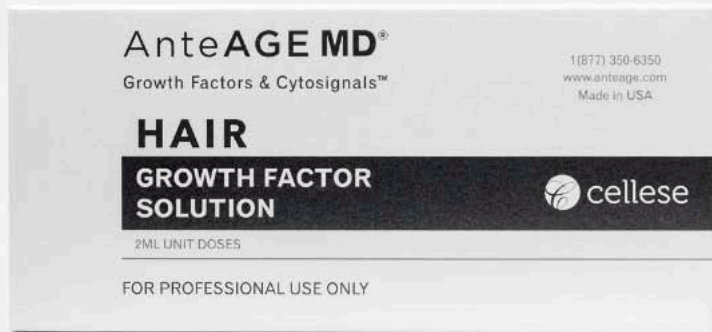 AnteAGE MD®
Growth Factors & Cytosignals™
1(877) 350-6350
www.anteage.com
Made in USA
HAIR
GROWTH FACTOR
SOLUTION
cellese
2ML UNIT DOSES
FOR PROFESSIONAL USE ONLY